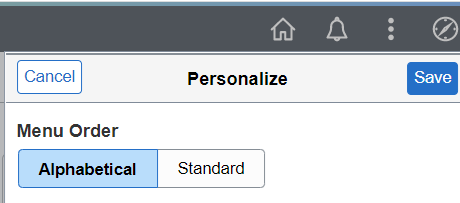 Cancel Personalize Save
Menu Order
Alphabetical Standard